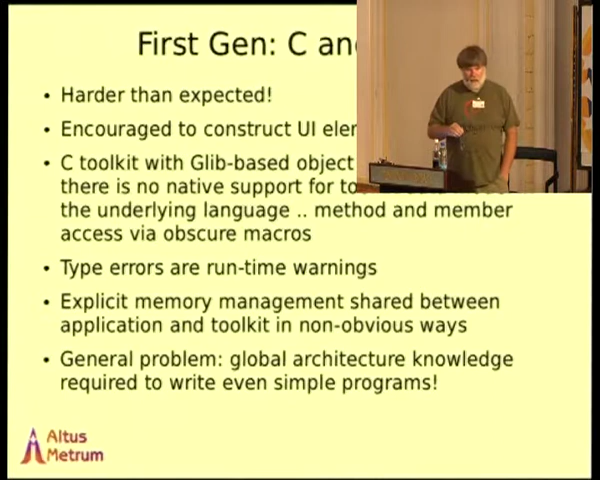 First Gen: C an
• Harder than expected!
• Encouraged to construct UI eler
• C toolkit with Glib-based object
there is no native support for to
the underlying language .. method and member
access via obscure macros
• Type errors are run-time warnings
• Explicit memory management shared between
application and toolkit in non-obvious ways
• General problem: global architecture knowledge
required to write even simple programs!
Altus
Metrum